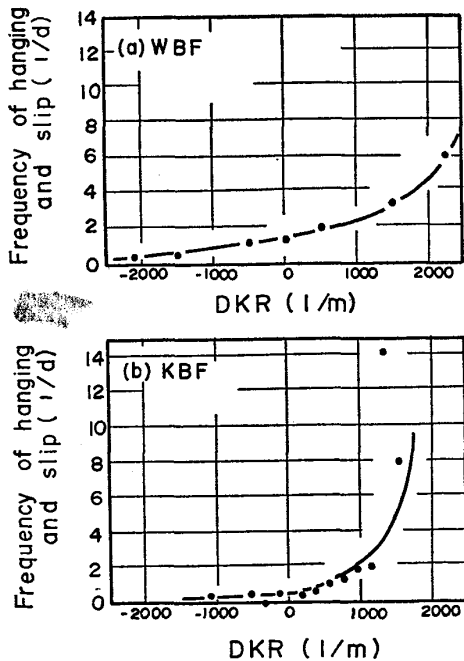 14
12
10
8
6
4
2
0
(a) WBF
Frequency of hanging
and slip (1/d)
-2000 -1000 0 1000 2000
DKR (1/m)
14
12
10
8
6
4
2
0
(b) KBF
Frequency of hanging
and slip (1/d)
-2000 -1000 0 1000 2000
DKR (1/m)